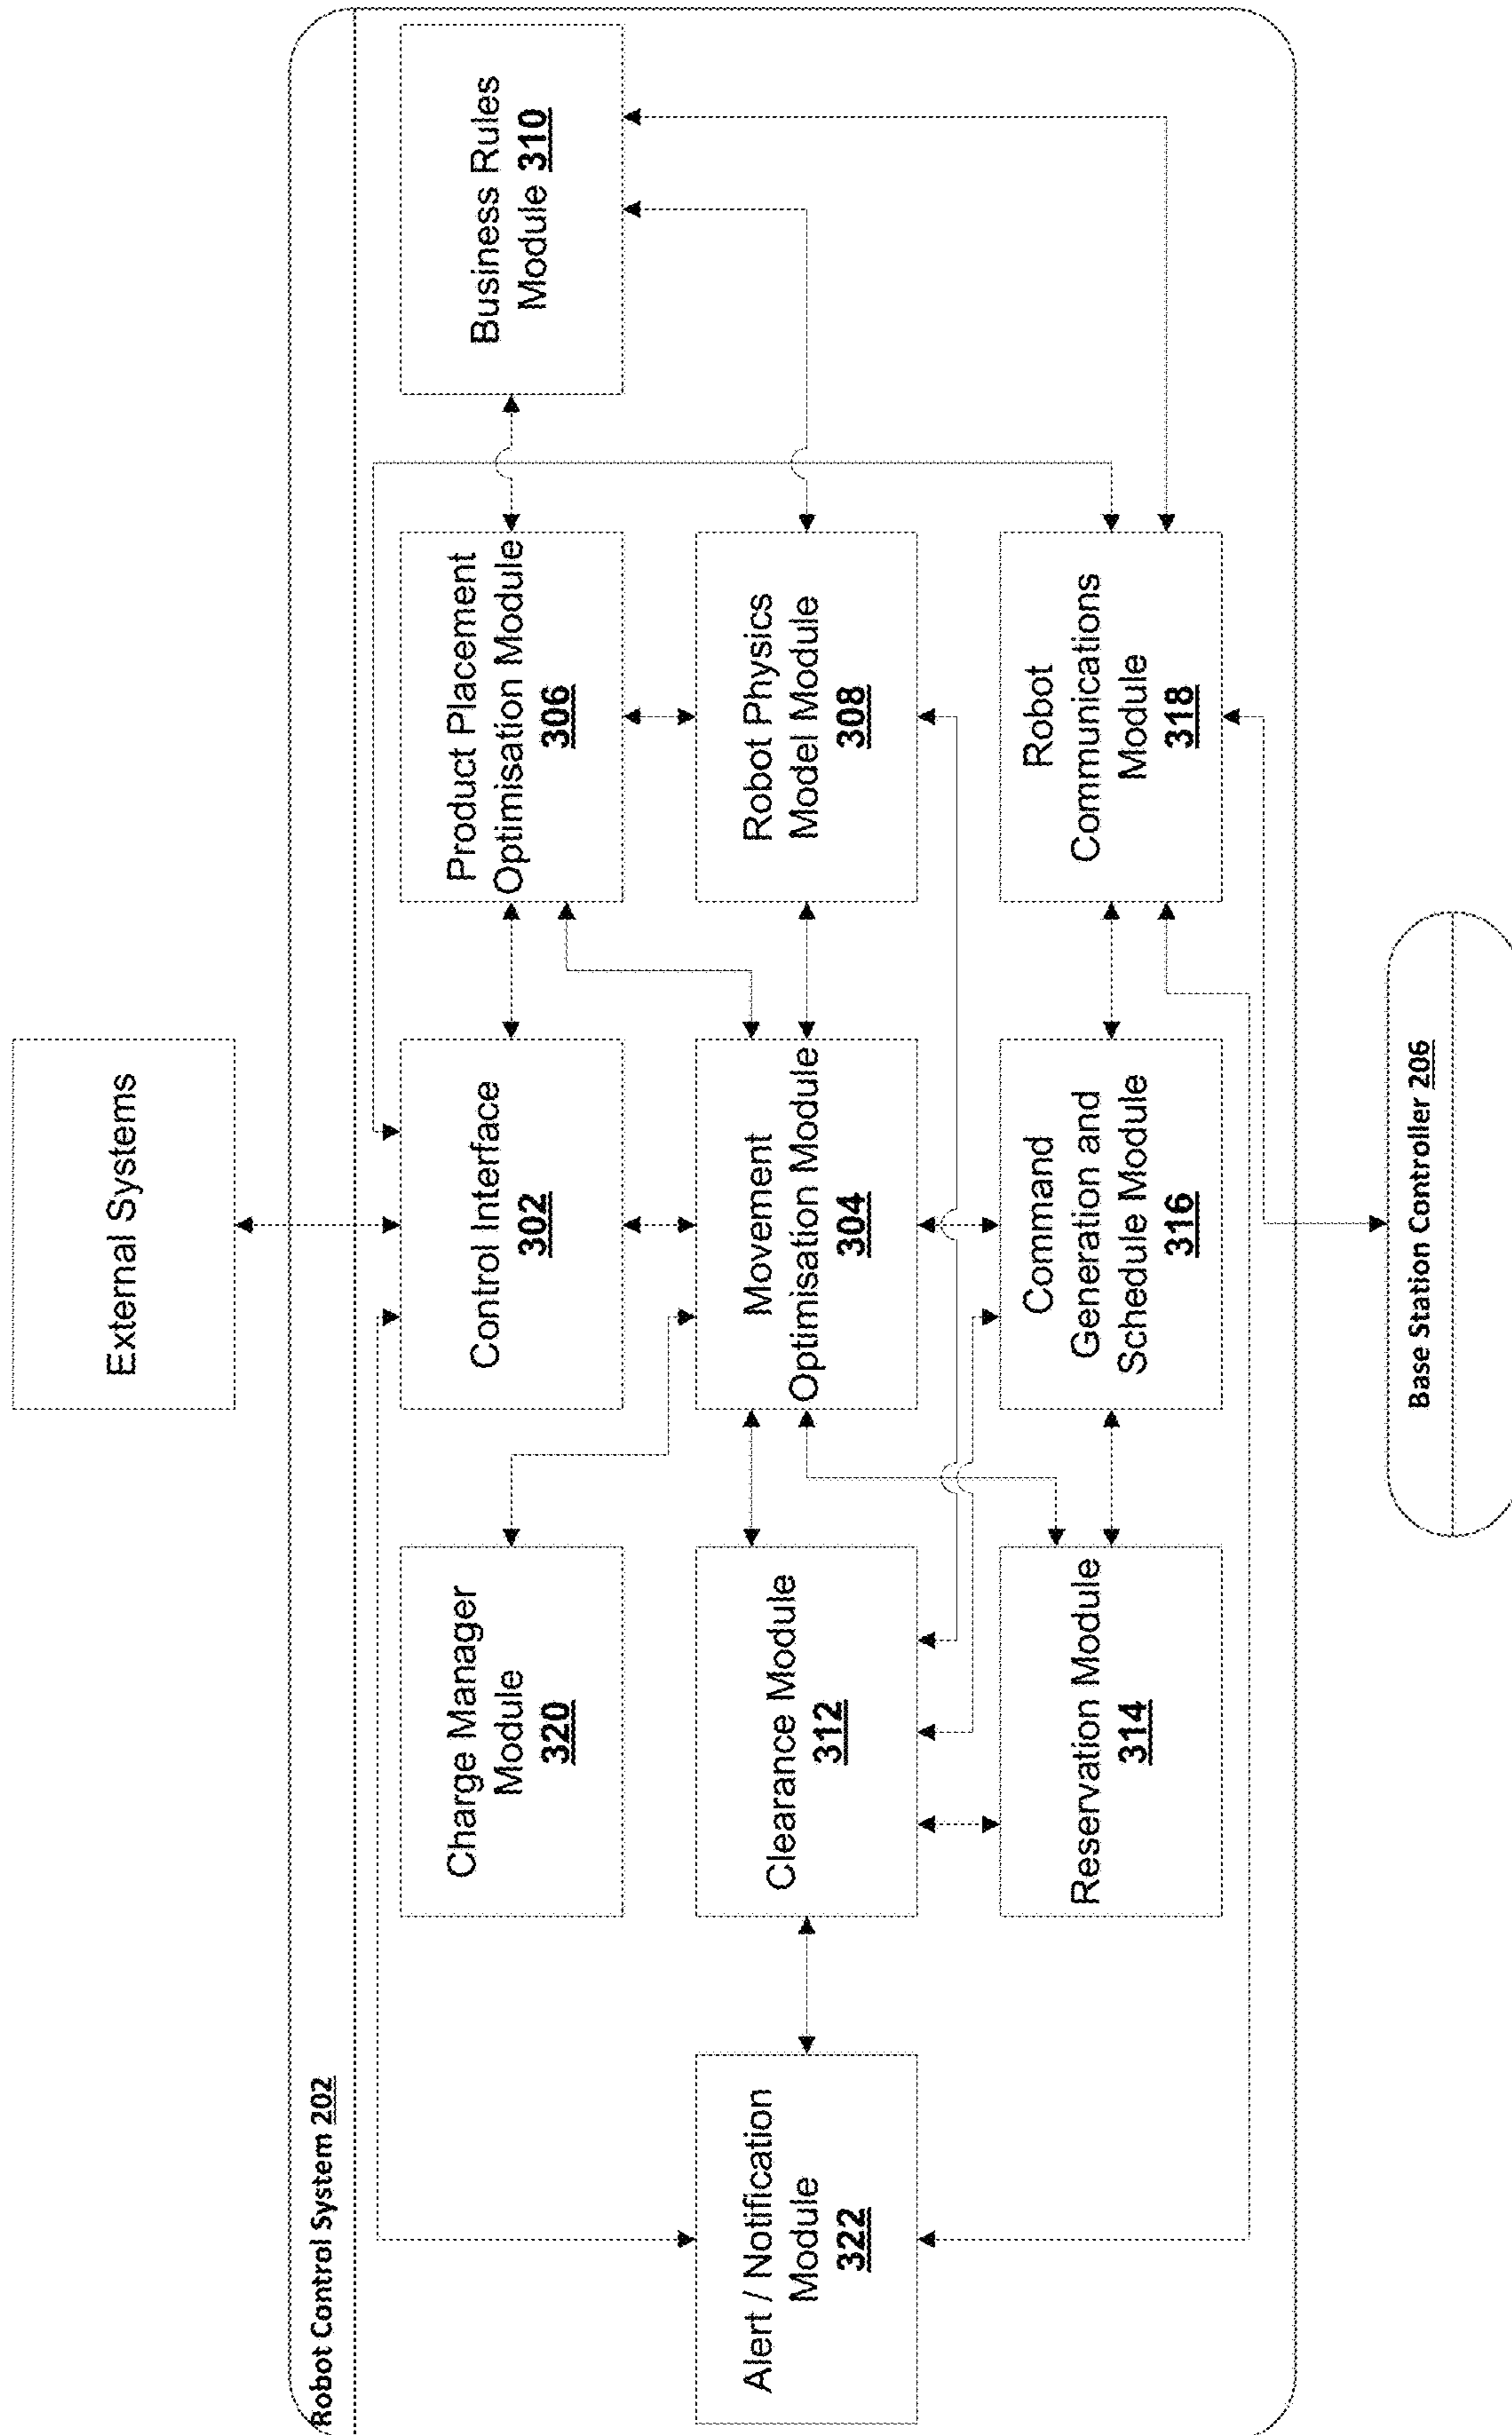 External Systems
Robot Control System 202
Charge Manager
Module
320
Control Interface
302
Product Placement
Optimisation Module
306
Business Rules
Module 310
Alert / Notification
Module
322
Clearance Module
312
Movement
Optimisation Module
304
Robot Physics
Model Module
308
Reservation Module
314
Command
Generation and
Schedule Module
316
Robot
Communications
Module
318
Base Station Controller 206